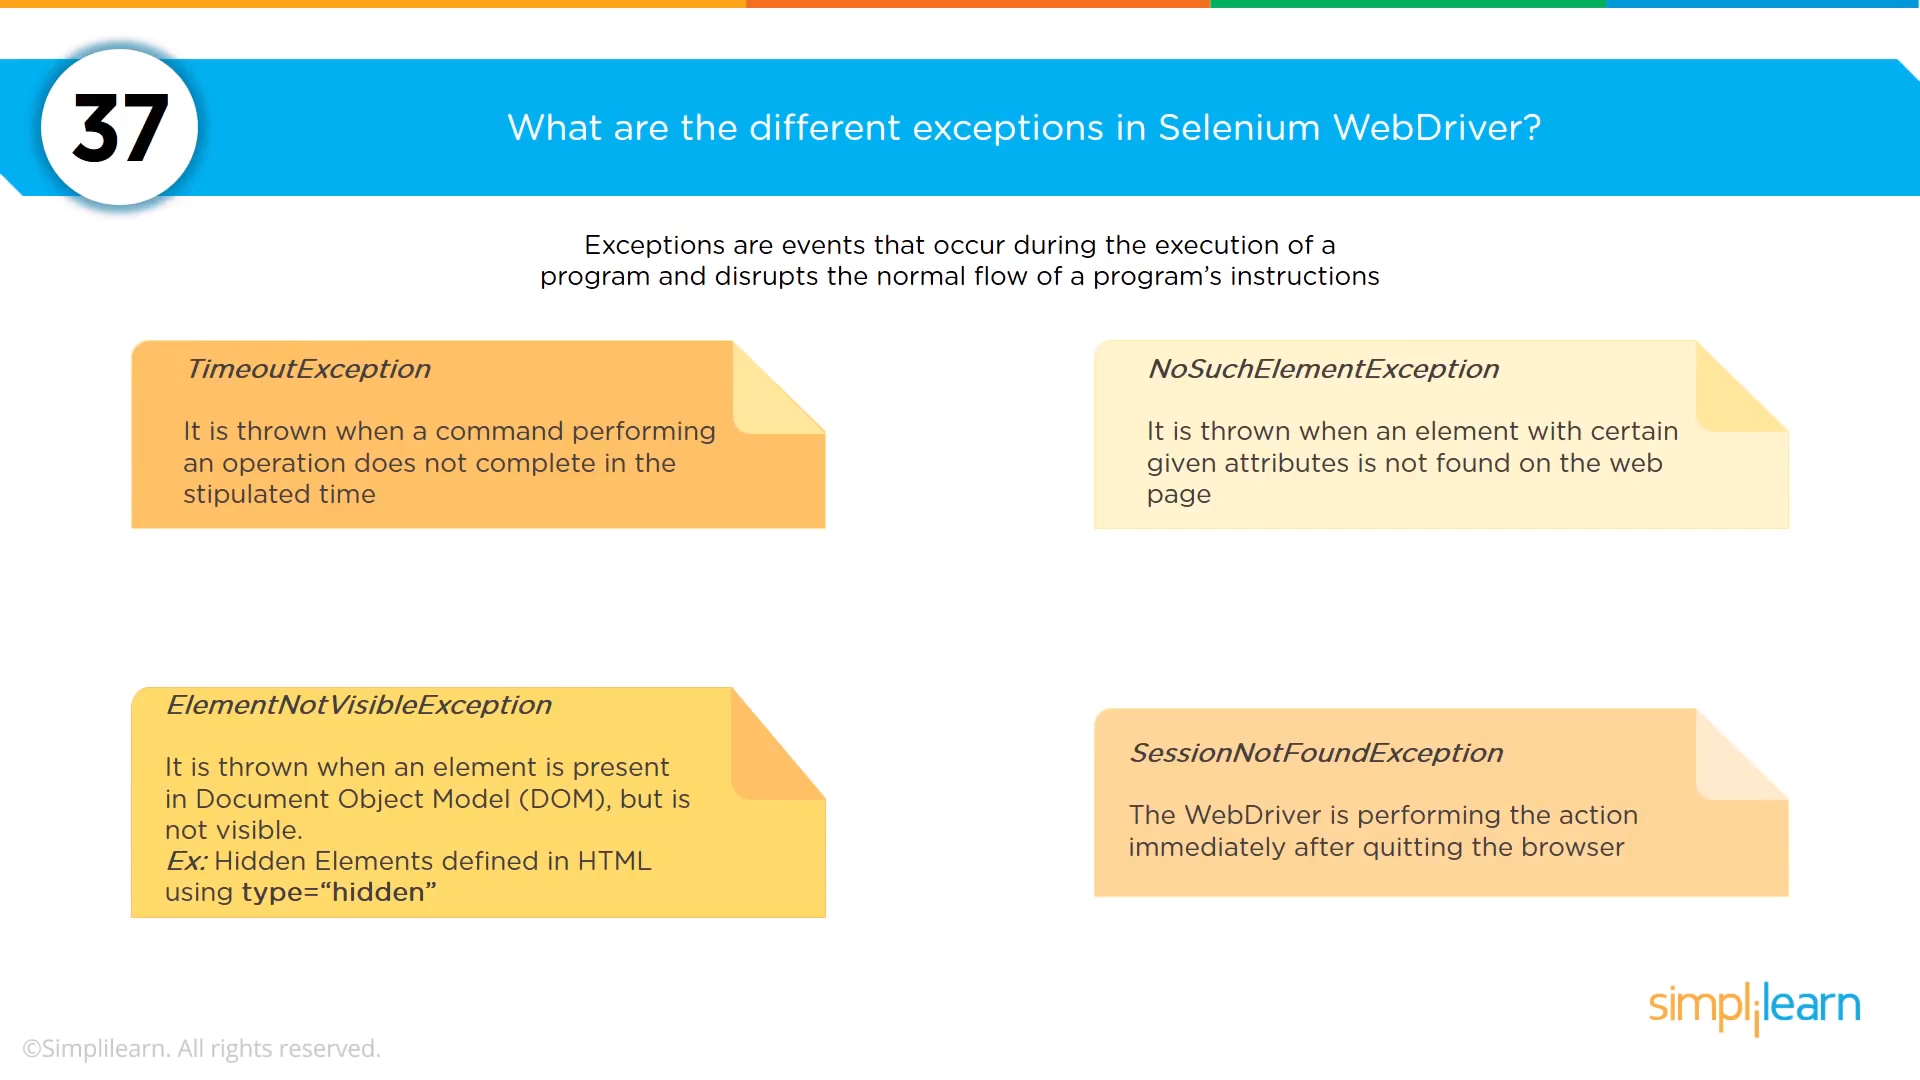 37
What are the different exceptions in Selenium WebDriver?
Exceptions are events that occur during the execution of a
program and disrupts the normal flow of a program’s instructions
TimeoutException
It is thrown when a command performing
an operation does not complete in the
stipulated time
NoSuchElementException
It is thrown when an element with certain
given attributes is not found on the web
page
ElementNotVisibleException
It is thrown when an element is present
in Document Object Model (DOM), but is
not visible.
Ex: Hidden Elements defined in HTML
using type=“hidden”
SessionNotFoundException
The WebDriver is performing the action
immediately after quitting the browser
simplilearn
©Simplilearn. All rights reserved.